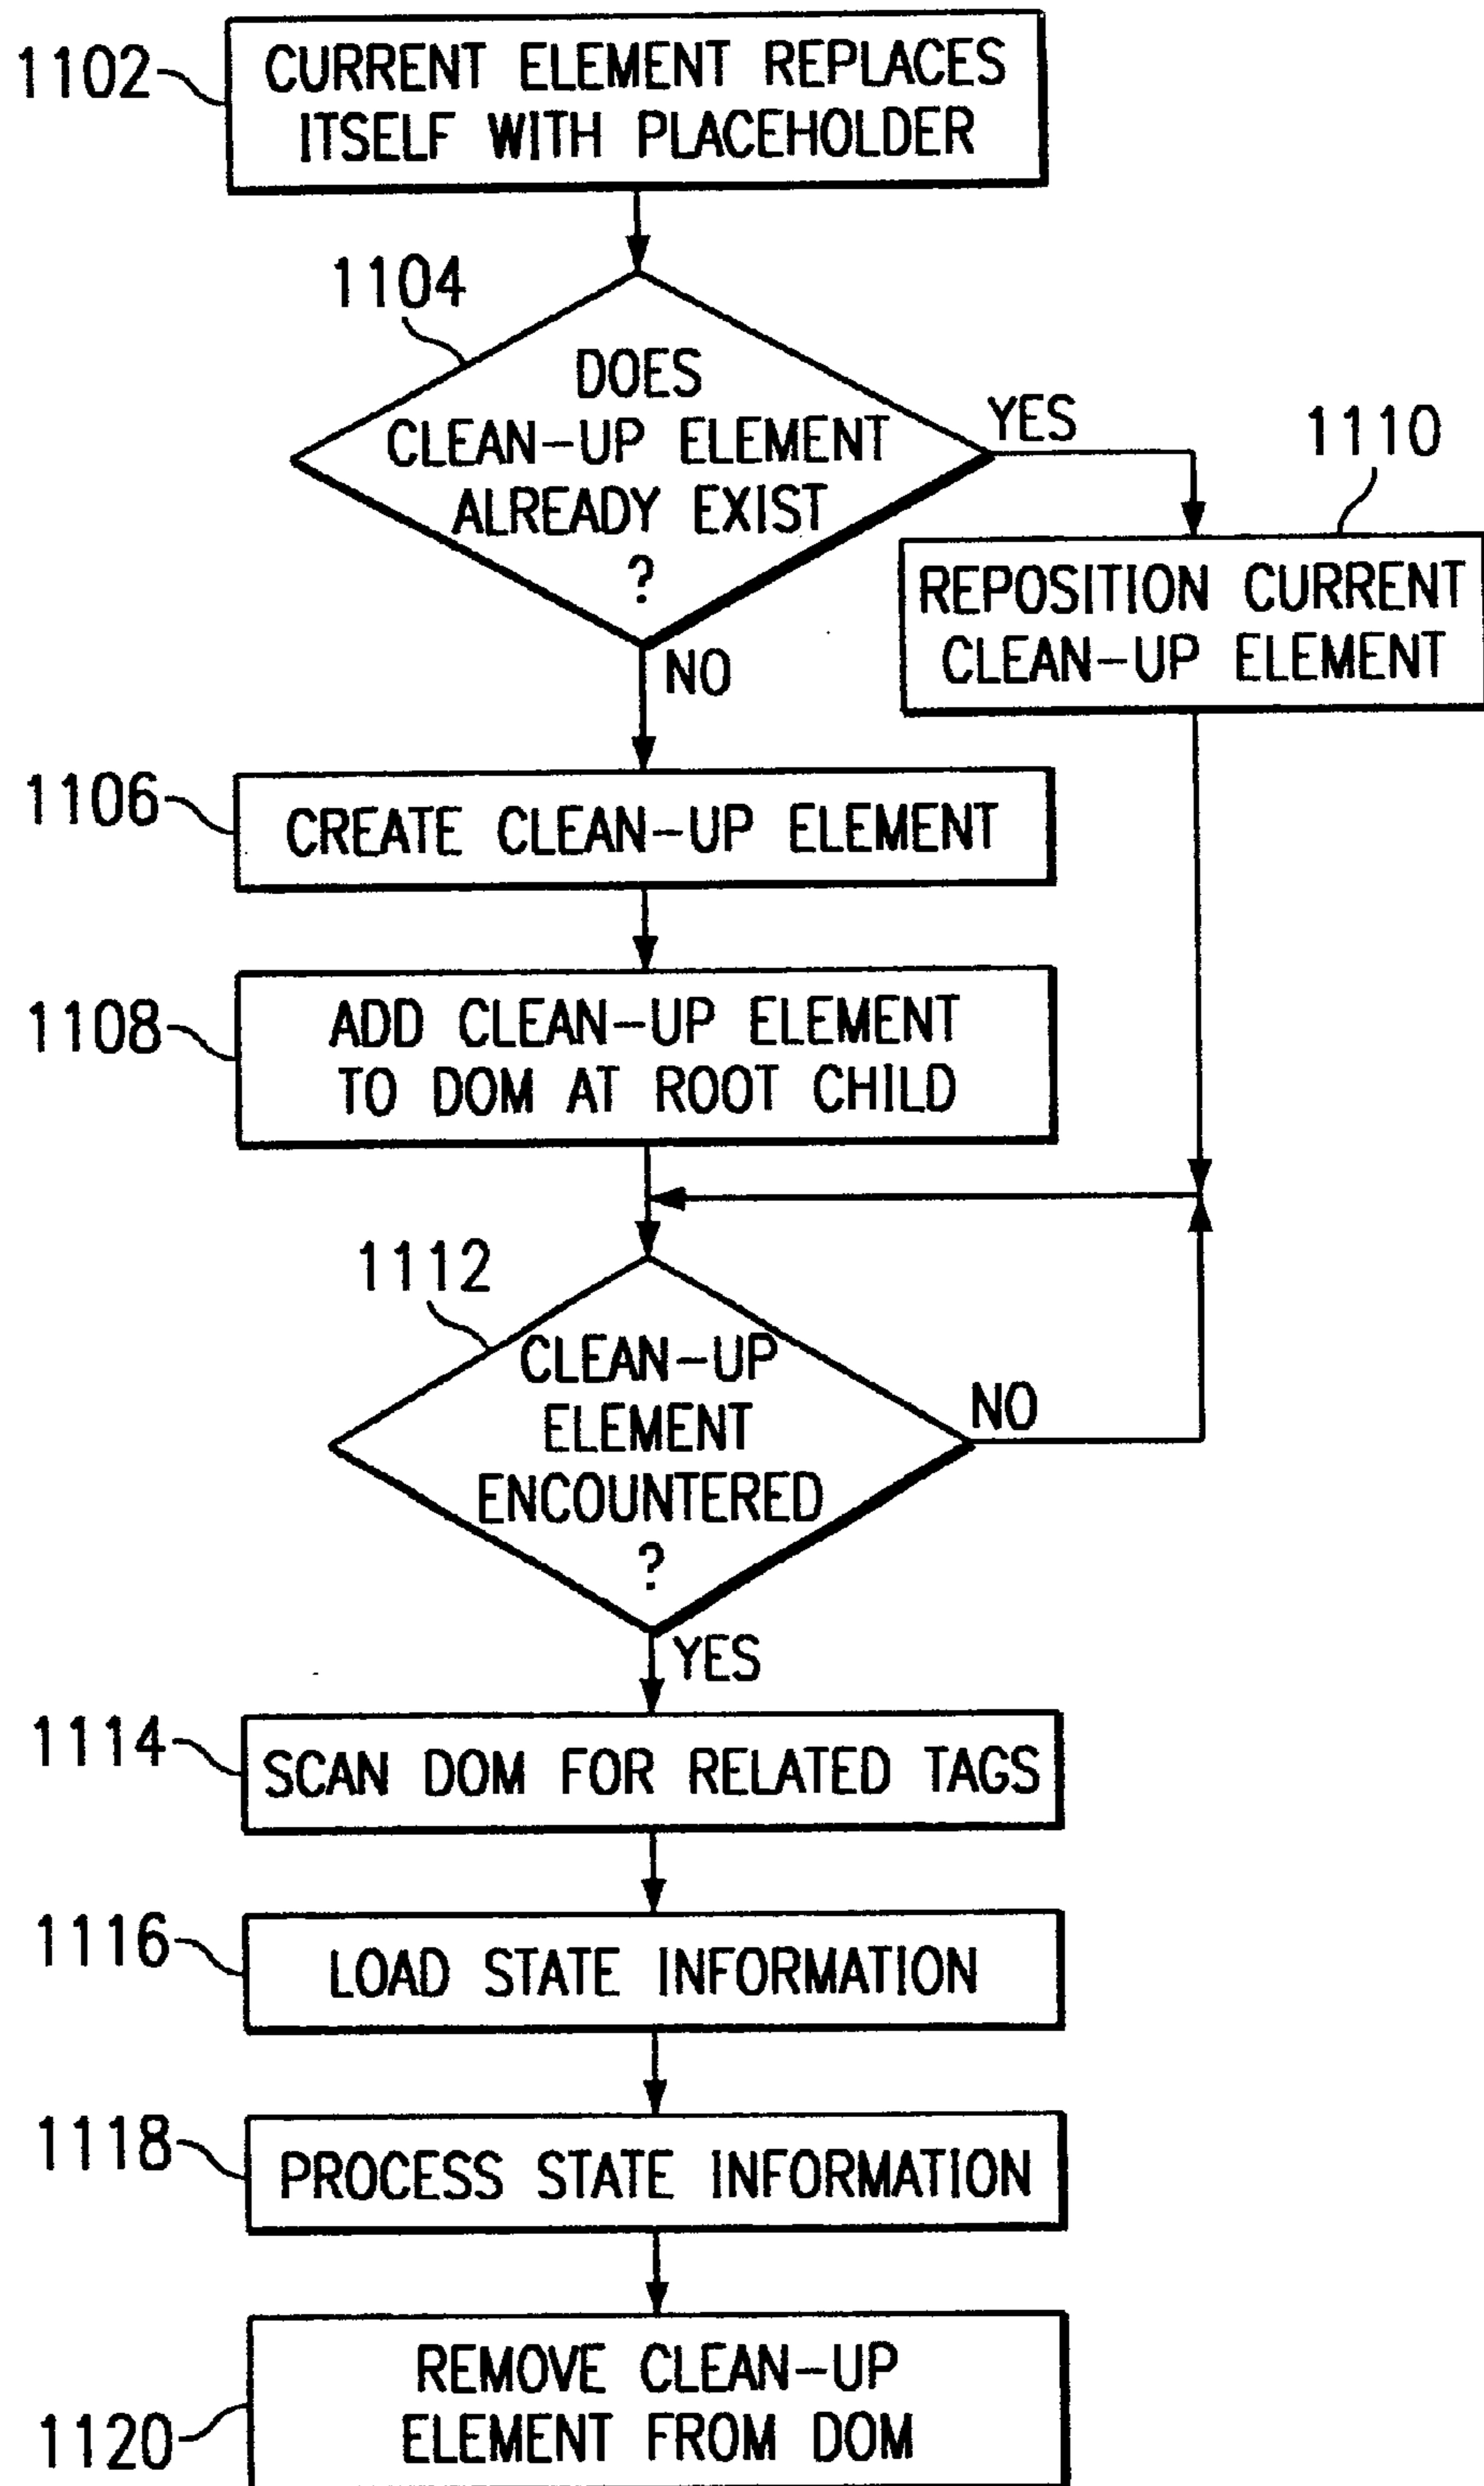 1102
CURRENT ELEMENT REPLACES
ITSELF WITH PLACEHOLDER
1104
DOES
CLEAN-UP ELEMENT
ALREADY EXIST
?
YES
1110
REPOSITION CURRENT
CLEAN-UP ELEMENT
NO
1106
CREATE CLEAN-UP ELEMENT
1108
ADD CLEAN-UP ELEMENT
TO DOM AT ROOT CHILD
1112
CLEAN-UP
ELEMENT
ENCOUNTERED
?
NO
YES
1114
SCAN DOM FOR RELATED TAGS
1116
LOAD STATE INFORMATION
1118
PROCESS STATE INFORMATION
1120
REMOVE CLEAN-UP
ELEMENT FROM DOM